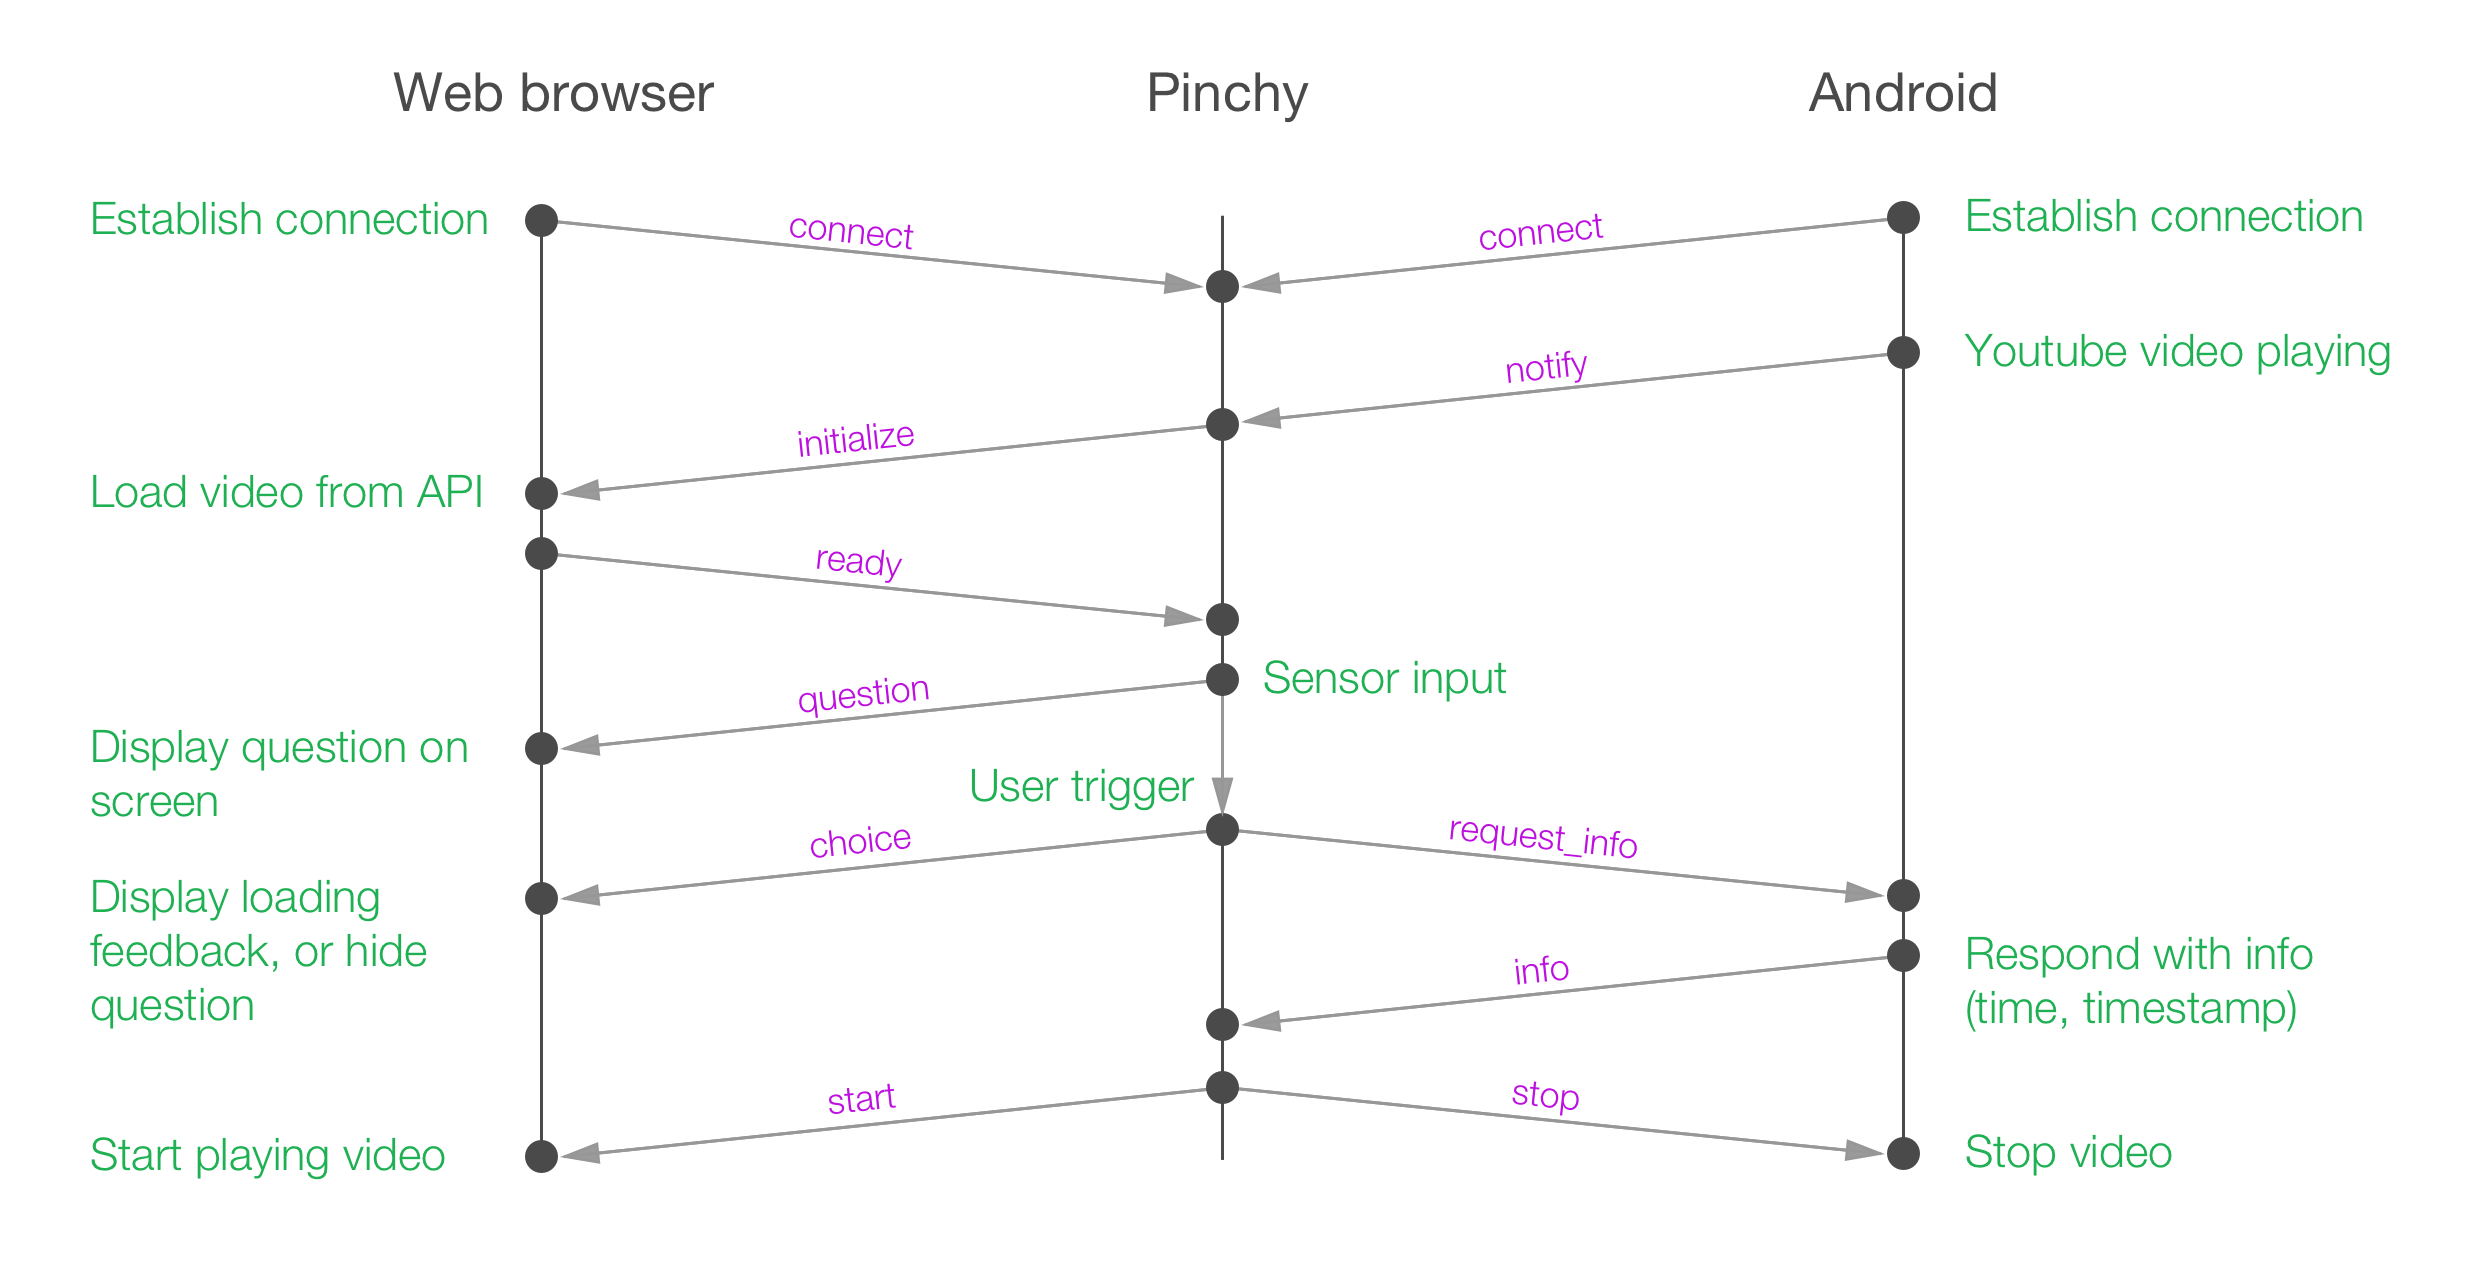 Web browser
Pinchy
Android
Establish connection
connect
connect
Establish connection
notify
Youtube video playing
initialize
Load video from API
ready
question
Sensor input
Display question on
screen
User trigger
choice
request_info
Display loading
feedback, or hide
question
info
Respond with info
(time, timestamp)
start
stop
Start playing video
Stop video